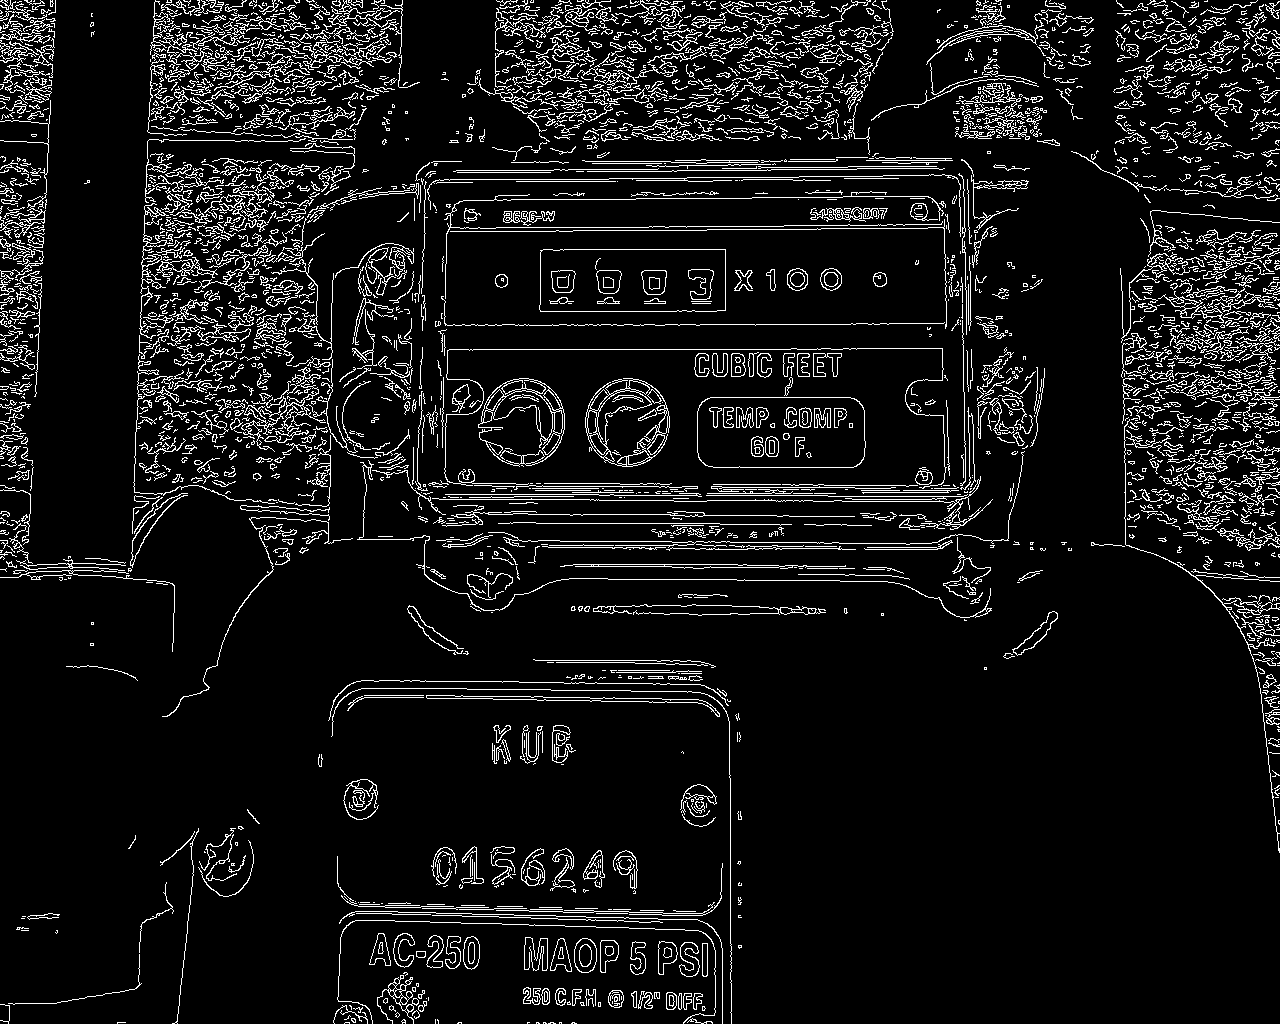 0003 X100
CUBIC FEET
TEMP. COMP.
60°F.
KUB
0156249
AC-250 MAOP 5 PSI
250 C.F.H. @ 1/2" DIFF.